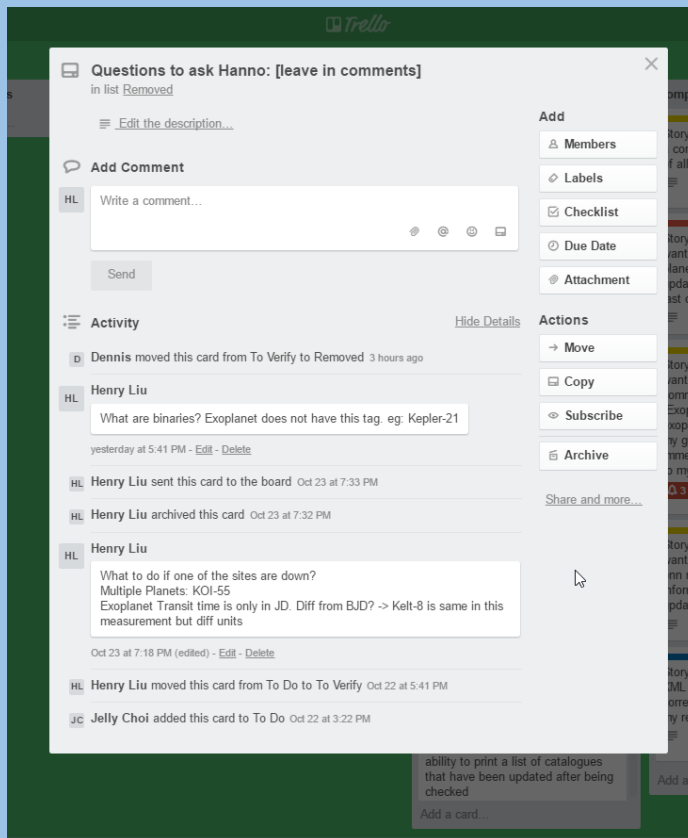 Trello
Questions to ask Hanno: [leave in comments]
in list Removed
Edit the description...
Add Comment
HL
Write a comment...
Send
Activity
Hide Details
D Dennis moved this card from To Verify to Removed 3 hours ago
HL Henry Liu
What are binaries? Exoplanet does not have this tag. eg: Kepler-21
yesterday at 5:41 PM - Edit - Delete
HL Henry Liu sent this card to the board Oct 23 at 7:33 PM
HL Henry Liu archived this card Oct 23 at 7:32 PM
HL Henry Liu
What to do if one of the sites are down?
Multiple Planets: KOI-55
Exoplanet Transit time is only in JD. Diff from BJD? -> Kelt-8 is same in this
measurement but diff units
Oct 23 at 7:18 PM (edited) - Edit - Delete
HL Henry Liu moved this card from To Do to To Verify Oct 22 at 5:41 PM
JC Jelly Choi added this card to To Do Oct 22 at 3:22 PM
Add
Members
Labels
Checklist
Due Date
Attachment
Actions
Move
Copy
Subscribe
Archive
Share and more...
ability to print a list of catalogues
that have been updated after being
checked
Add a card...
Add a